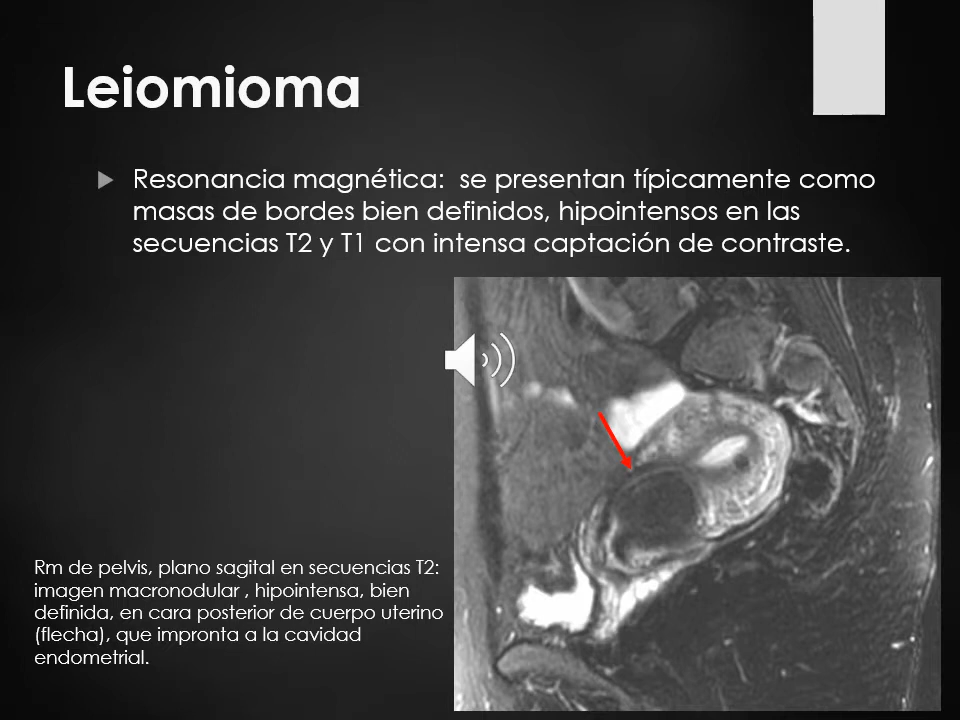 Leiomioma
Resonancia magnética:  se presentan típicamente como
masas de bordes bien definidos, hipointensos en las
secuencias T2 y T1 con intensa captación de contraste.
Rm de pelvis, plano sagital en secuencias T2:
imagen macronodular , hipointensa, bien
definida, en cara posterior de cuerpo uterino
(flecha), que impronta a la cavidad
endometrial.